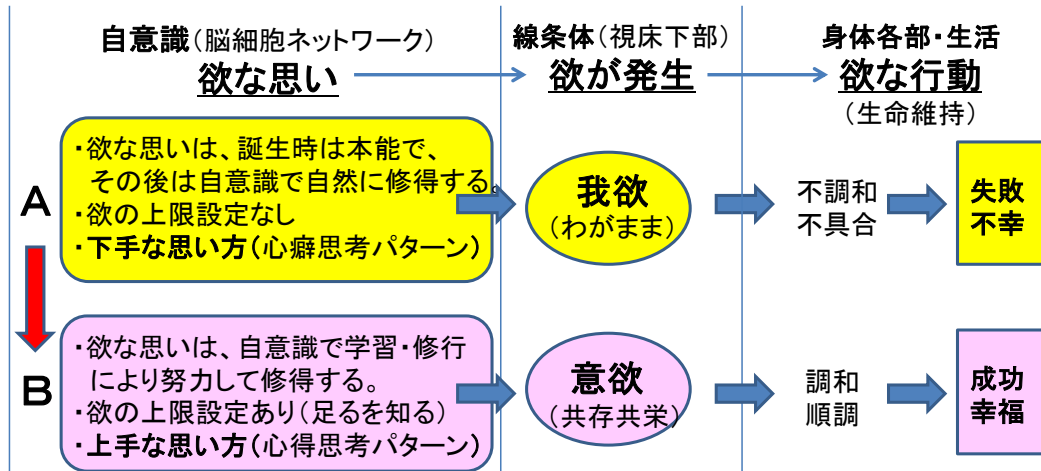 自意識(脳細胞ネットワーク)
欲な思い
線条体(視床下部)
欲が発生
身体各部・生活
欲な行動
(生命維持)
A
・欲な思いは、誕生時は本能で、
その後は自意識で自然に修得する。
・欲の上限設定なし
・下手な思い方(心癖思考パターン)
我欲
(わがまま)
不調和
不具合
失敗
不幸
B
・欲な思いは、自意識で学習・修行
により努力して修得する。
・欲の上限設定あり(足るを知る)
・上手な思い方(心得思考パターン)
意欲
(共存共栄)
調和
順調
成功
幸福